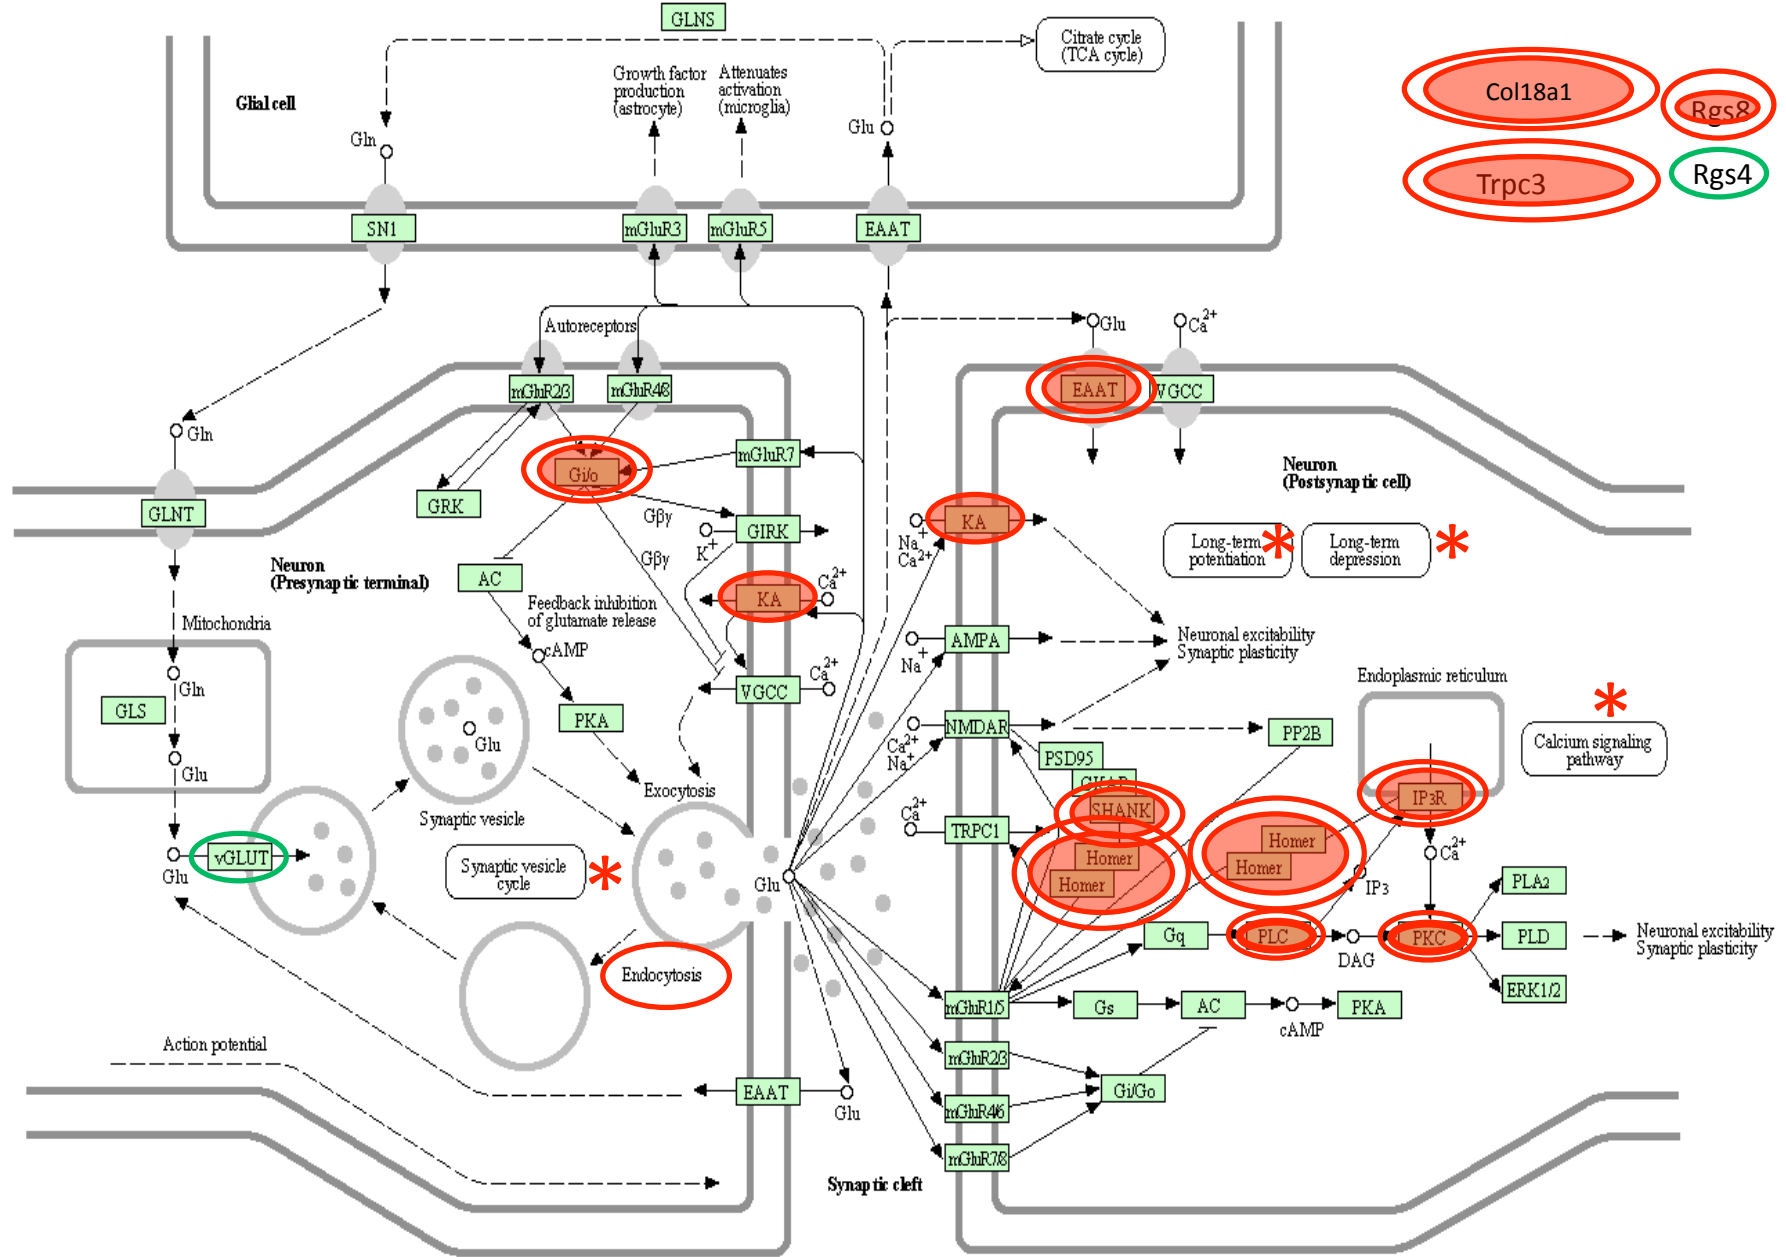 GLNS
Citrate cycle
(TCA cycle)
Growth factor
production
(astrocyte)
Attenuates
activation
(microglia)
Glial cell
Gln
Glu
Col18a1
Rgs8
Trpc3
Rgs4
SN1
mGluR3
mGluR5
EAAT
Autoreceptors
Glu
Ca2+
mGluR2/3
mGluR4/8
EAAT
VGCC
Gln
mGluR7
Gi/o
GRK
GLNT
Gβγ
GIRK
K+
Gβγ
Neuron
(Postsynaptic cell)
KA
Na+
Ca2+
Long-term
potentiation
*
Long-term
depression
*
Neuron
(Presynaptic terminal)
AC
KA
Ca2+
Feedback inhibition
of glutamate release
Mitochondria
cAMP
AMPA
Na+
Neuronal excitability
Synaptic plasticity
Gln
GLS
Glu
Glu
Synaptic vesicle
PKA
VGCC
Ca2+
Exocytosis
NMDAR
Ca2+
Na+
PSD95
SHANK
PP2B
Endoplasmic reticulum
*
Calcium signaling
pathway
IP3R
Ca2+
TRPC1
Homer
Homer
Homer
Homer
Ca2+
IP3
vGLUT
Glu
Synaptic vesicle
cycle
*
Glu
PLA2
Gq
PLC
DAG
PKC
PLD
Neuronal excitability
Synaptic plasticity
ERK1/2
Endocytosis
mGluR1/5
Gs
AC
cAMP
PKA
Action potential
mGluR2/3
EAAT
Glu
Gi/Go
mGluR4/6
mGluR7/8
Synaptic cleft